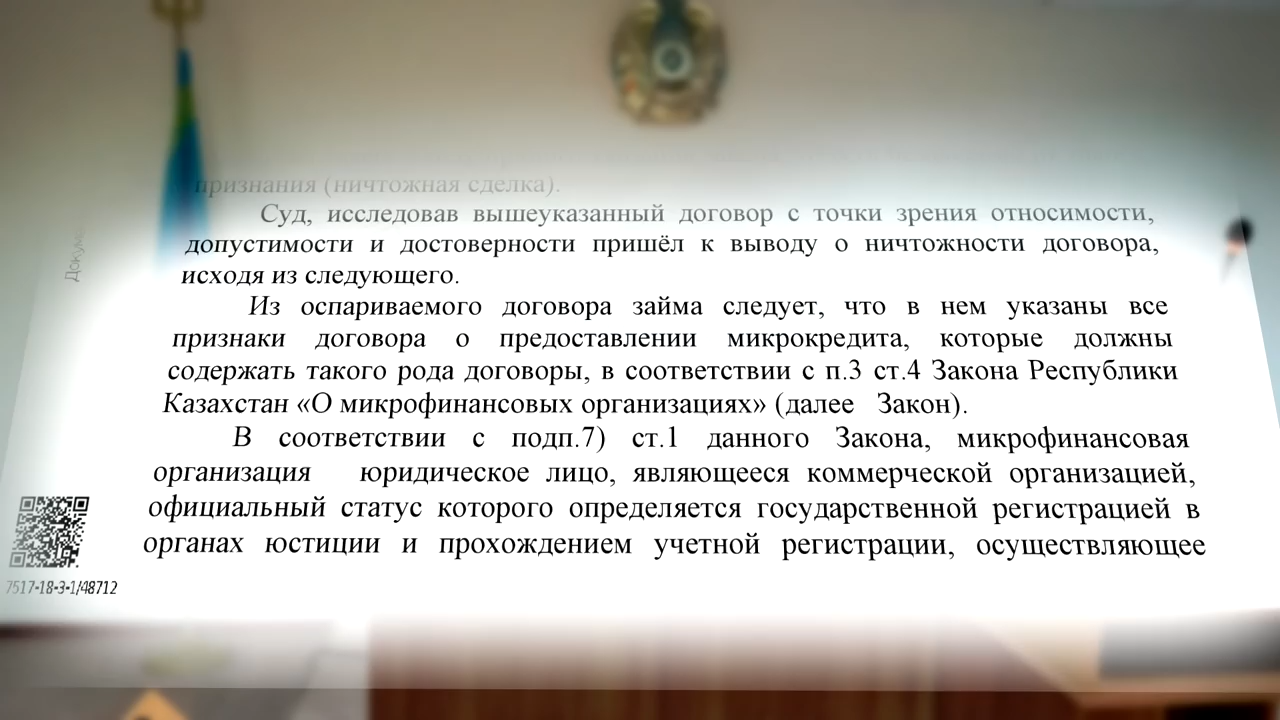 признания (ничтожная сделка).
Суд, исследовав вышеуказанный договор с точки зрения относимости,
допустимости и достоверности пришёл к выводу о ничтожности договора,
исходя из следующего.
Из оспариваемого договора займа следует, что в нем указаны все
признаки договора о предоставлении микрокредита, которые должны
содержать такого рода договоры, в соответствии с п.3 ст.4 Закона Республики
Казахстан «О микрофинансовых организациях» (далее Закон).
В соответствии с подп.7) ст.1 данного Закона, микрофинансовая
организация юридическое лицо, являющееся коммерческой организацией,
официальный статус которого определяется государственной регистрацией в
органах юстиции и прохождением учетной регистрации, осуществляющее
7517-18-3-1/48712